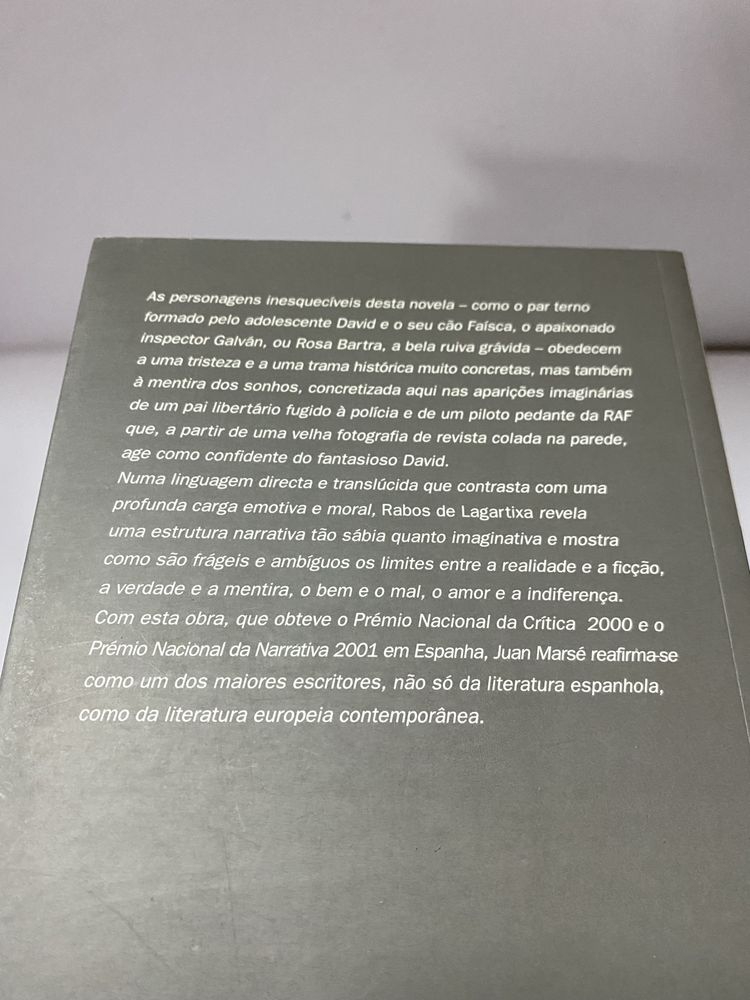 As personagens inesquecíveis desta novela – como o par terno
formado pelo adolescente David e o seu cão Faísca, o apaixonado
inspector Galván, ou Rosa Bartra, a bela ruiva grávida – obedecem
a uma tristeza e a uma trama histórica muito concretas, mas também
à mentira dos sonhos, concretizada aqui nas aparições imaginárias
de um pai libertário fugido à polícia e de um piloto pedante da RAF
que, a partir de uma velha fotografia de revista colada na parede,
age como confidente do fantasioso David.
Numa linguagem directa e translúcida que contrasta com uma
profunda carga emotiva e moral, Rabos de Lagartixa revela
uma estrutura narrativa tão sábia quanto imaginativa e mostra
como são frágeis e ambíguos os limites entre a realidade e a ficção,
a verdade e a mentira, o bem e o mal, o amor e a indiferença.
Com esta obra, que obteve o Prémio Nacional da Crítica 2000 e o
Prémio Nacional da Narrativa 2001 em Espanha, Juan Marsé reafirma-se
como um dos maiores escritores, não só da literatura espanhola,
como da literatura europeia contemporânea.